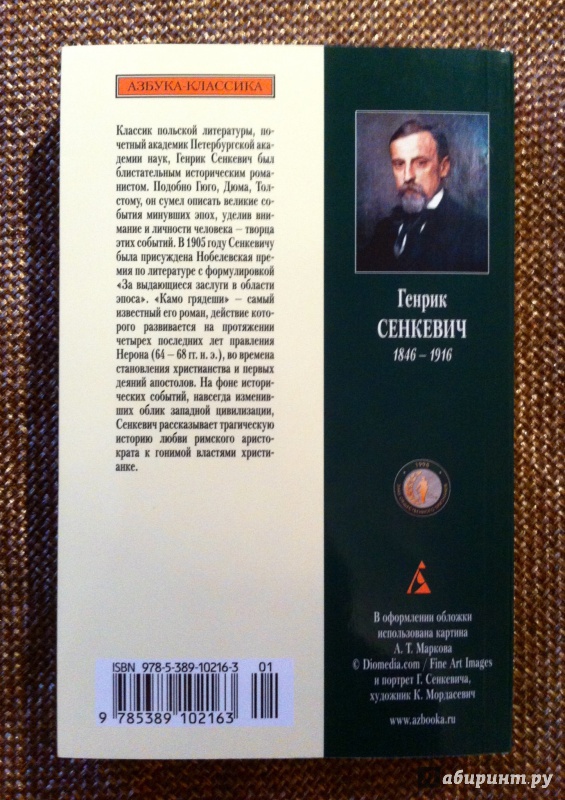 АЗБУКА-КЛАССИКА
Классик польской литературы, по-
четный академик Петербургской ака-
демии наук, Генрик Сенкевич был
блистательным историческим рома-
нистом. Подобно Гюго, Дюма, Тол-
стому, он сумел описать великие со-
бытия минувших эпох, уделив внима-
ние и личности человека – творца
этих событий. В 1905 году Сенкевичу
была присуждена Нобелевская пре-
мия по литературе с формулировкой
«За выдающиеся заслуги в области
эпоса». «Камо грядеши» – самый
известный его роман, действие кото-
рого развивается на протяжении
четырех последних лет правления
Нерона (64 – 68 гг. н. э.), во времена
становления христианства и первых
деяний апостолов. На фоне истори-
ческих событий, навсегда изменив-
ших облик западной цивилизации,
Сенкевич рассказывает трагическую
историю любви римского аристо-
крата к гонимой властями христи-
анке.
ISBN 978-5-389-10216-3 01
9 785389 102163
Генрик
СЕНКЕВИЧ
1846 – 1916
В оформлении обложки
использована картина
А. Т. Маркова
© Diomedia.com / Fine Art Images
и портрет Г. Сенкевича,
художник К. Мордасевич
www.azbooka.ru
абиринт.ру